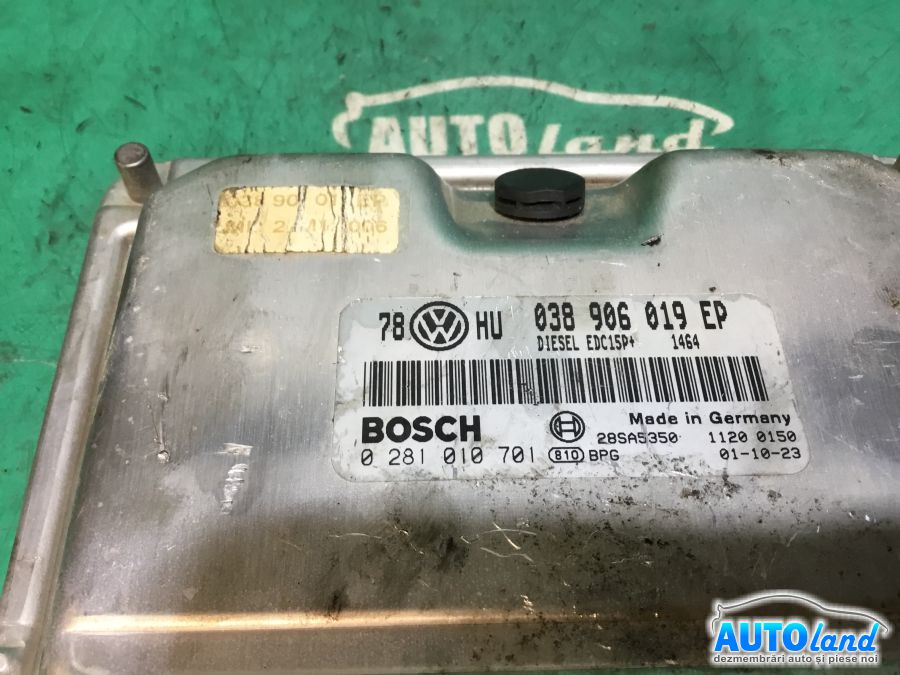 AUTOland
78 VW HU 038 906 019 EP
DIESEL EDC15P+ 1464
BOSCH Made in Germany
28SA5350 1120 0150
0 281 010 701 810 BPG 01-10-23
AUTOland
dezmembrări auto și piese noi